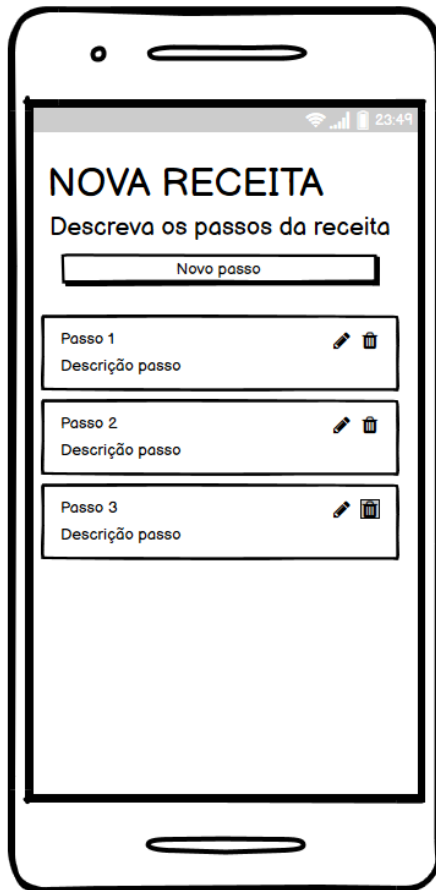 23:49
NOVA RECEITA
Descreva os passos da receita
Novo passo
Passo 1
Descrição passo
Passo 2
Descrição passo
Passo 3
Descrição passo